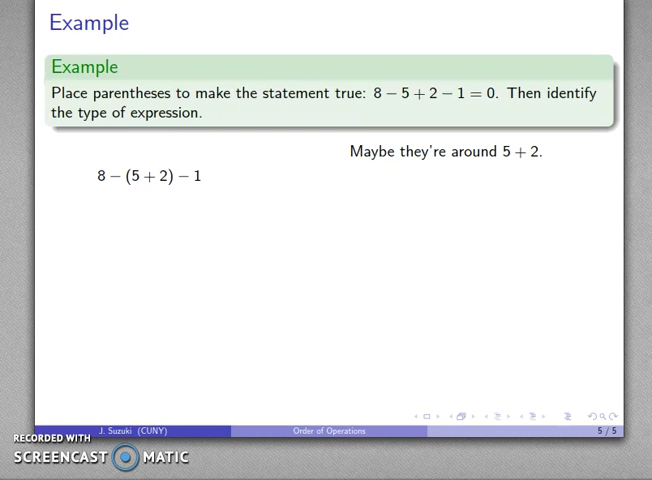 Example
Example
Place parentheses to make the statement true: 8 − 5 + 2 − 1 = 0. Then identify
the type of expression.
Maybe they're around 5 + 2.
8 − (5 + 2) − 1
J. Suzuki (CUNY)
Order of Operations
5 / 5
RECORDED WITH
SCREENCAST MATIC